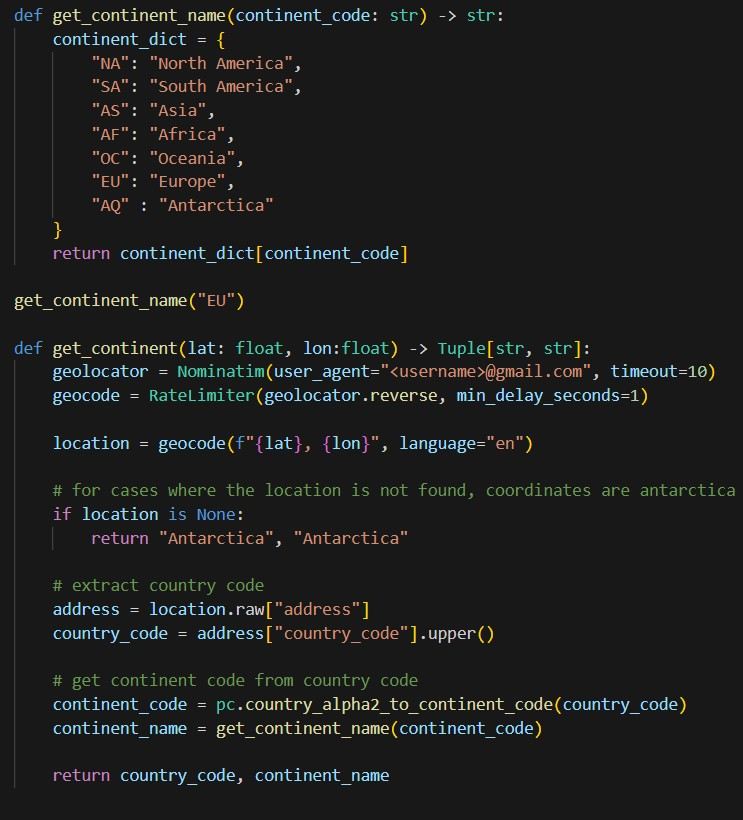 def get_continent_name(continent_code: str) -> str:
    continent_dict = {
        "NA": "North America",
        "SA": "South America",
        "AS": "Asia",
        "AF": "Africa",
        "OC": "Oceania",
        "EU": "Europe",
        "AQ" : "Antarctica"
    }
    return continent_dict[continent_code]

get_continent_name("EU")

def get_continent(lat: float, lon:float) -> Tuple[str, str]:
    geolocator = Nominatim(user_agent="<username>@gmail.com", timeout=10)
    geocode = RateLimiter(geolocator.reverse, min_delay_seconds=1)

    location = geocode(f"{lat}, {lon}", language="en")

    # for cases where the location is not found, coordinates are antarctica
    if location is None:
        return "Antarctica", "Antarctica"

    # extract country code
    address = location.raw["address"]
    country_code = address["country_code"].upper()

    # get continent code from country code
    continent_code = pc.country_alpha2_to_continent_code(country_code)
    continent_name = get_continent_name(continent_code)

    return country_code, continent_name